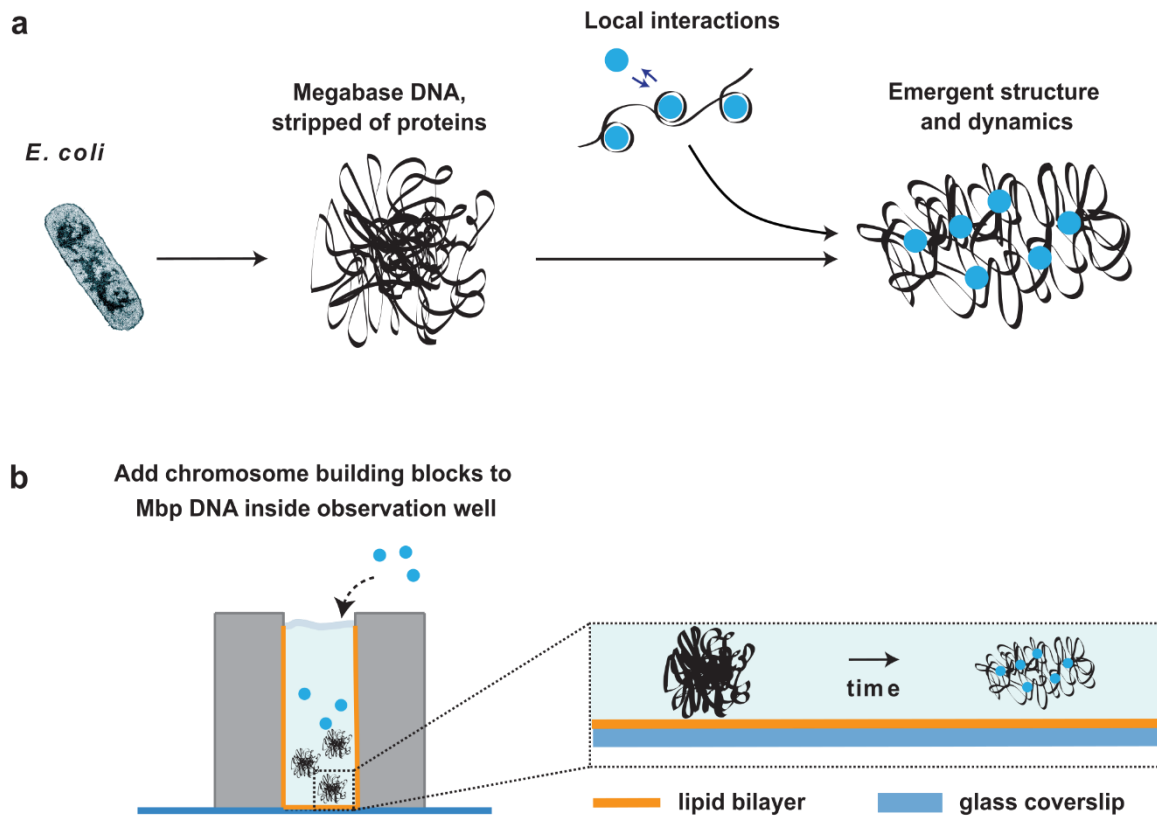 a
Local interactions
Megabase DNA,
stripped of proteins
Emergent structure
and dynamics
E. coli
b
Add chromosome building blocks to
Mbp DNA inside observation well
time
lipid bilayer
glass coverslip